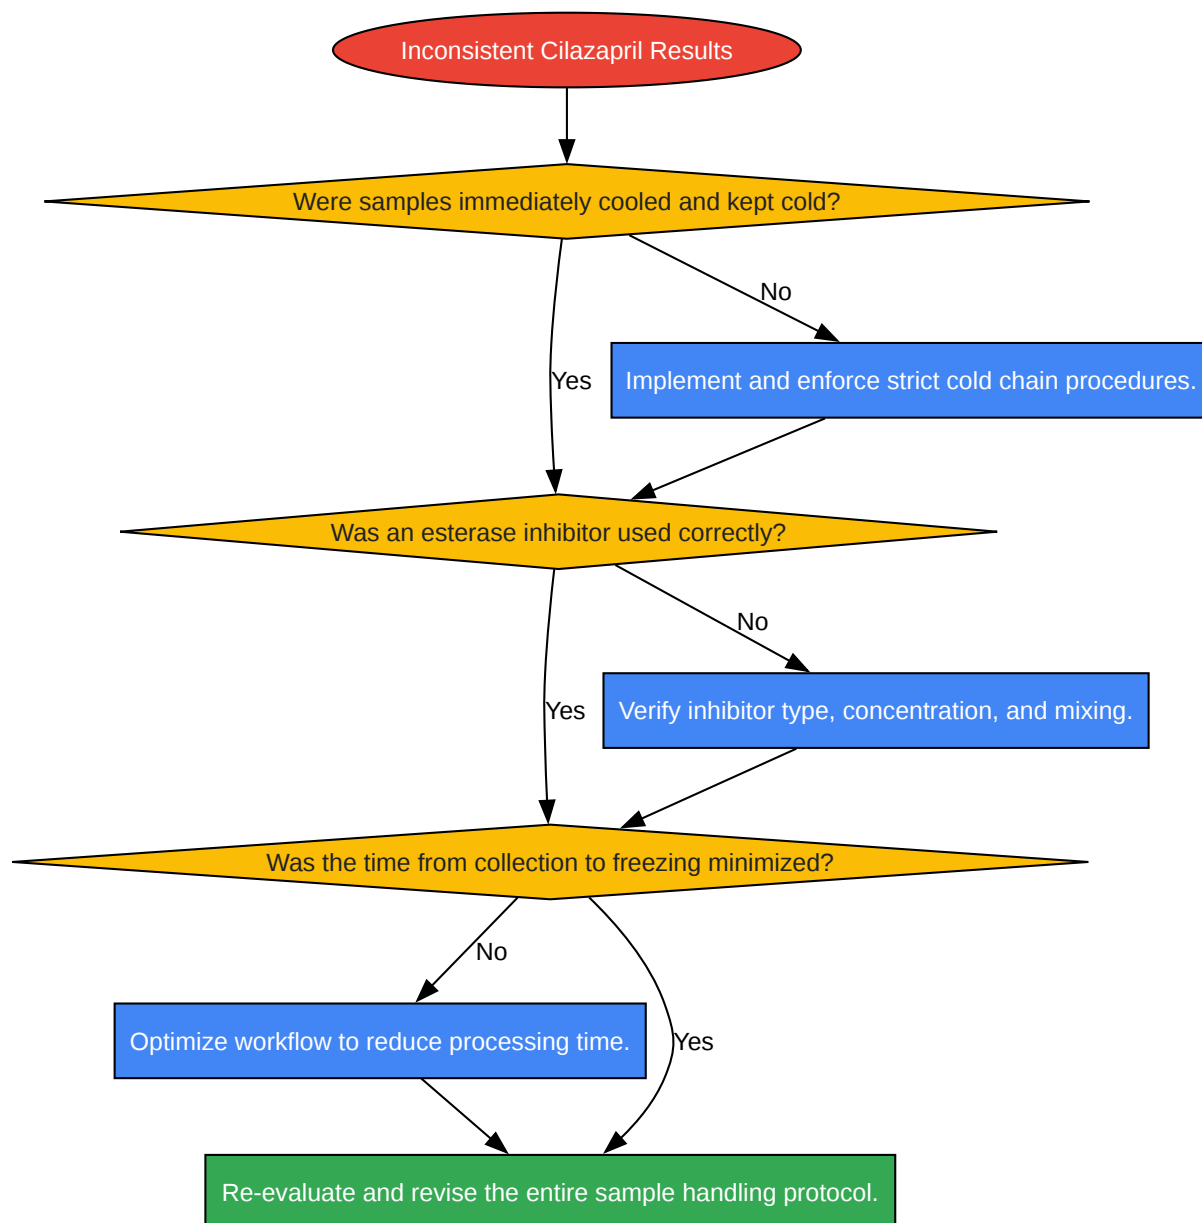 Inconsistent Cilazapril Results
Were samples immediately cooled and kept cold?
No
Yes
Implement and enforce strict cold chain procedures.
Was an esterase inhibitor used correctly?
No
Yes
Verify inhibitor type, concentration, and mixing.
Was the time from collection to freezing minimized?
No
Optimize workflow to reduce processing time.
Yes
Re-evaluate and revise the entire sample handling protocol.